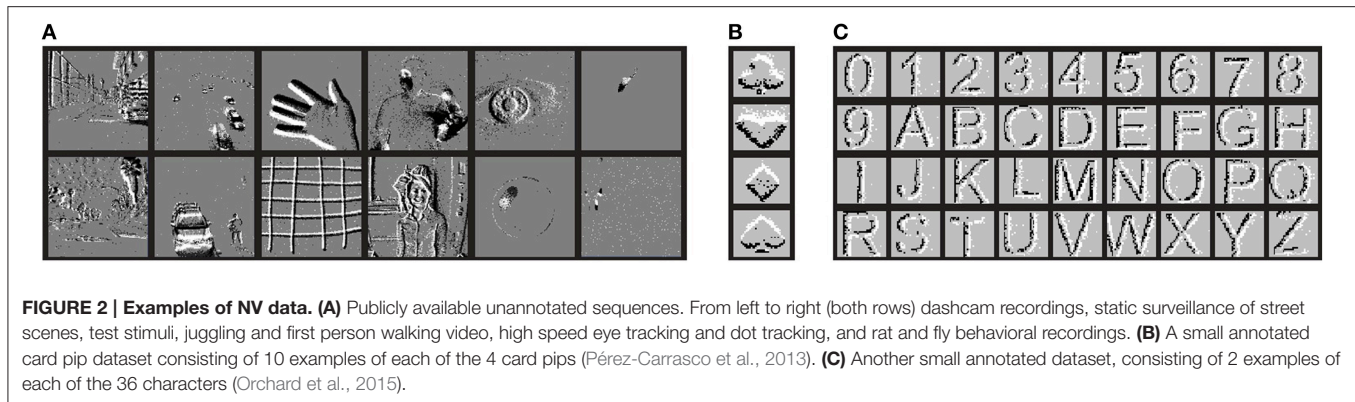 A
B
C
0 1 2 3 4 5 6 7 8
9 A B C D E F G H
I J K L M N O P Q
R S T U V W X Y Z
FIGURE 2 | Examples of NV data. (A) Publicly available unannotated sequences. From left to right (both rows) dashcam recordings, static surveillance of street
scenes, test stimuli, juggling and first person walking video, high speed eye tracking and dot tracking, and rat and fly behavioral recordings. (B) A small annotated
card pip dataset consisting of 10 examples of each of the 4 card pips (Pérez-Carrasco et al., 2013). (C) Another small annotated dataset, consisting of 2 examples of
each of the 36 characters (Orchard et al., 2015).